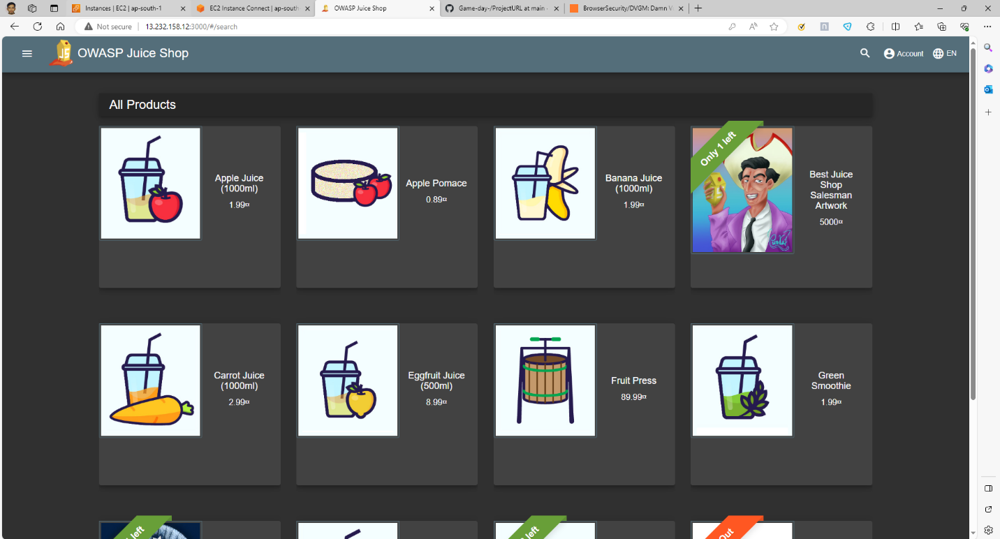 Instances | EC2 | ap-south-1
EC2 Instance Connect | ap-south
OWASP Juice Shop
Game-day-/ProjectURL at main
BrowserSecurity/DVGM: Damn V
Not secure
13.232.158.12:3000/#/search
OWASP Juice Shop
Account
EN
All Products
Apple Juice
(1000ml)
1.99¤
Apple Pomace
0.89¤
Banana Juice
(1000ml)
1.99¤
Only 1 left
Best Juice
Shop
Salesman
Artwork
5000¤
Carrot Juice
(1000ml)
2.99¤
Eggfruit Juice
(500ml)
8.99¤
Fruit Press
89.99¤
Green
Smoothie
1.99¤
left
left
Out